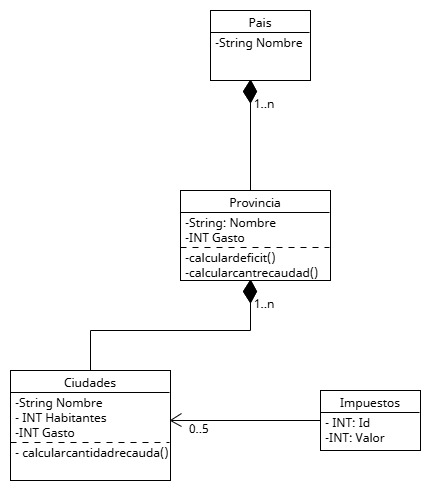 Pais
-String Nombre
1..n
Provincia
-String: Nombre
-INT Gasto
-calculardeficit()
-calcularcantrecaudad()
1..n
Ciudades
-String Nombre
- INT Habitantes
-INT Gasto
- calcularcantidadrecauda()
0..5
Impuestos
- INT: Id
-INT: Valor